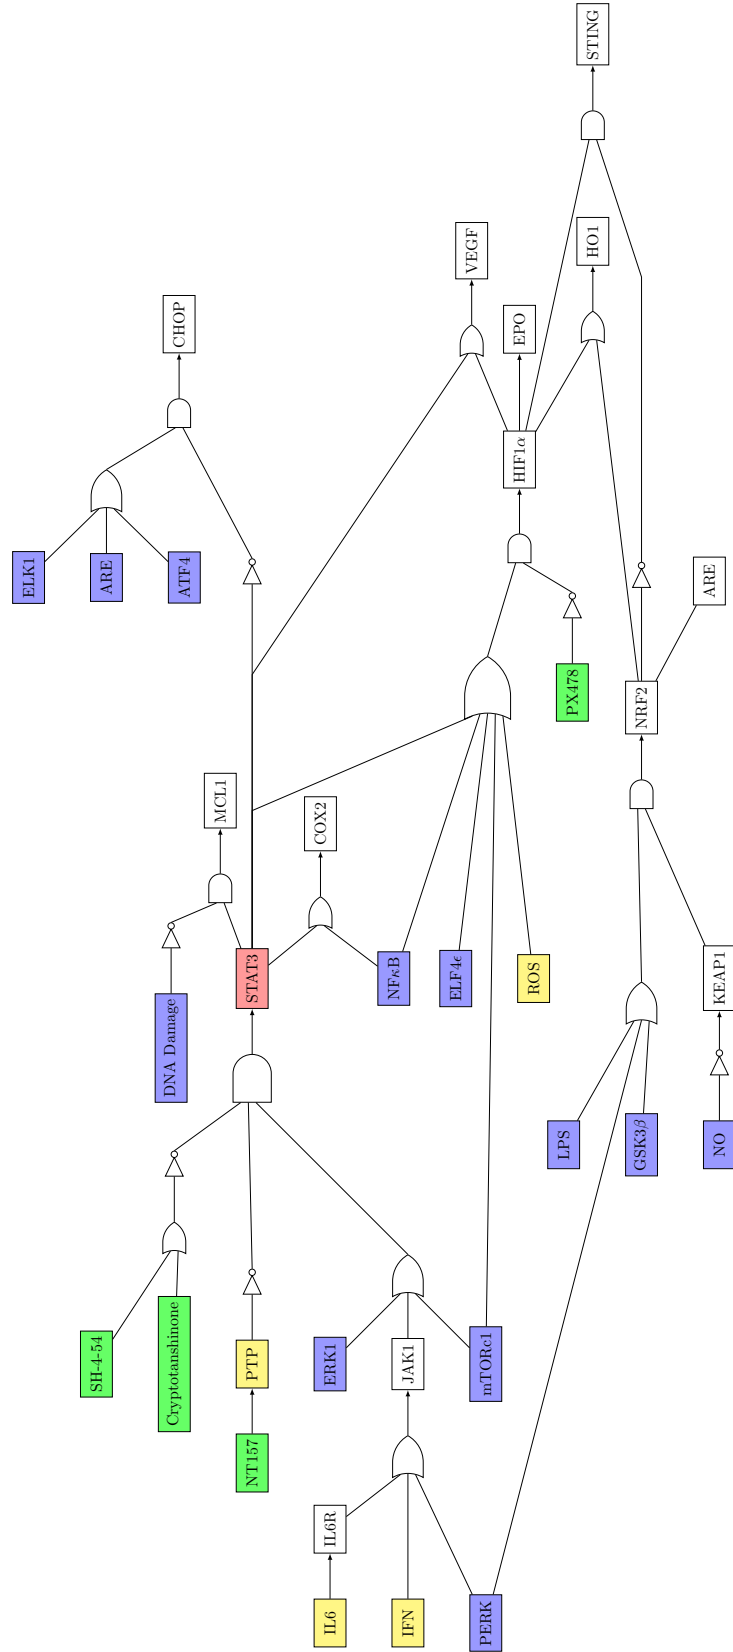 STING
VEGF
HO1
CHOP
EPO
HIF1α
ELK1
ARE
ATF4
ARE
PX478
NRF2
MCL1
COX2
DNA Damage
STAT3
NFκB
ELF4ϵ
ROS
KEAP1
LPS
GSK3β
NO
SH-4-54
Cryptotanshinone
PTP
ERK1
JAK1
mTORc1
NT157
IL6R
IL6
IFN
PERK